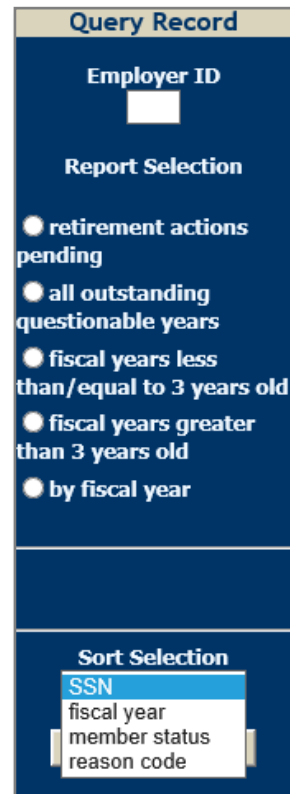 Query Record
Employer ID
Report Selection
retirement actions
pending
all outstanding
questionable years
fiscal years less
than/equal to 3 years old
fiscal years greater
than 3 years old
by fiscal year
Sort Selection
SSN
fiscal year
member status
reason code